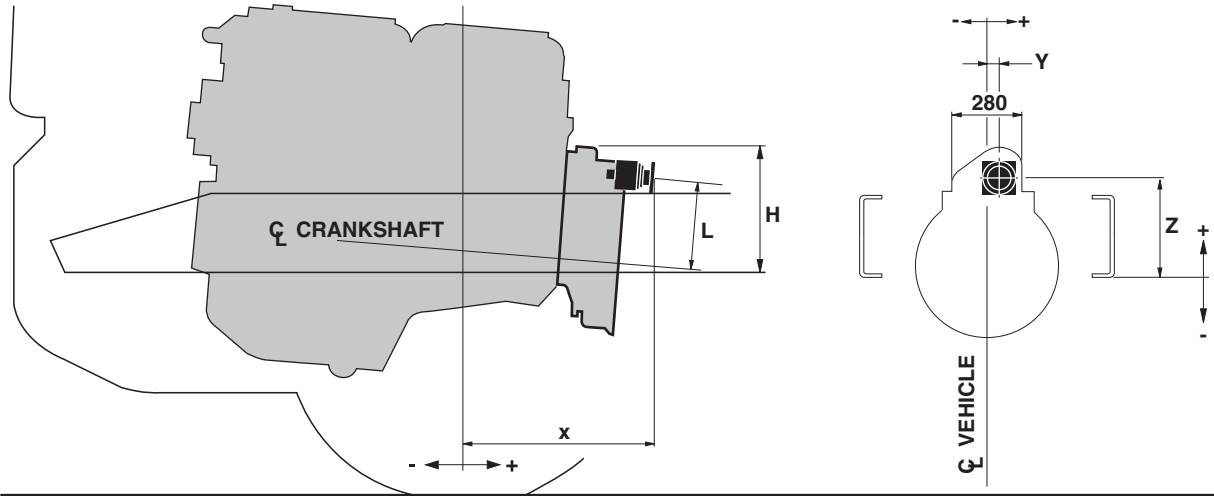 - +
Y
280
H
L
℄ CRANKSHAFT
Z
+
-
x
- +
℄ VEHICLE